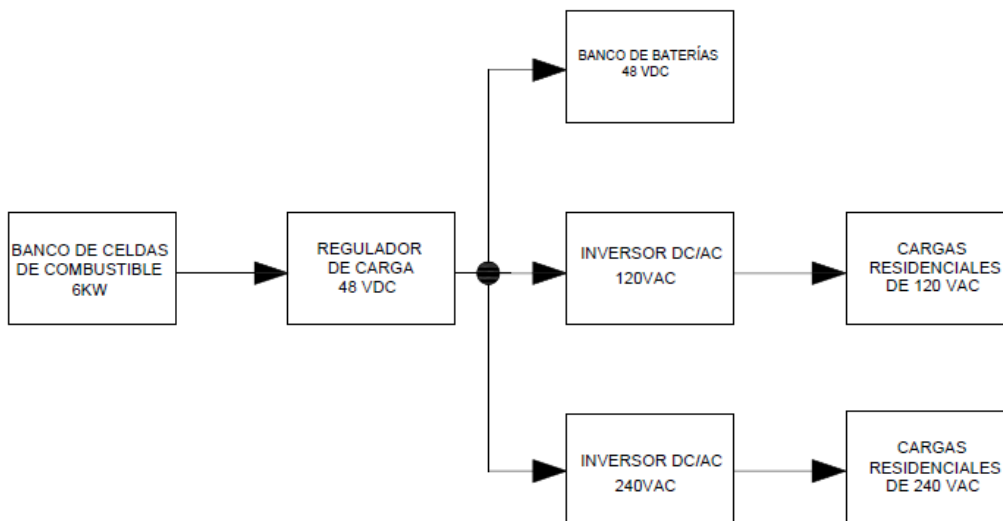 BANCO DE BATERÍAS
48 VDC
BANCO DE CELDAS
DE COMBUSTIBLE
6KW
REGULADOR
DE CARGA
48 VDC
INVERSOR DC/AC
120VAC
CARGAS
RESIDENCIALES
DE 120 VAC
INVERSOR DC/AC
240VAC
CARGAS
RESIDENCIALES
DE 240 VAC